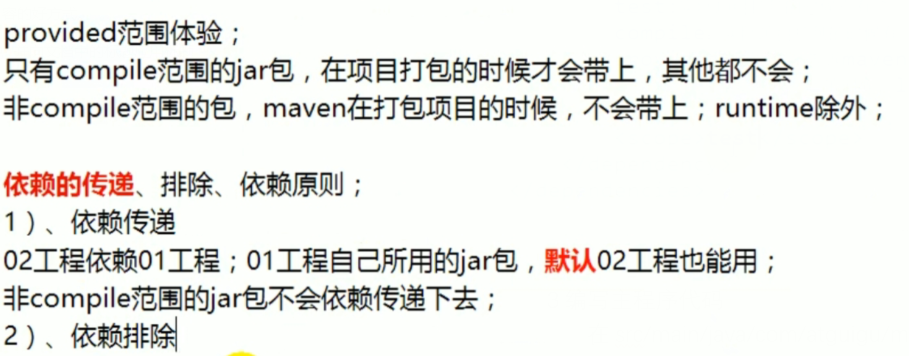 provided范围体验；
只有compile范围的jar包，在项目打包的时候才会带上，其他都不会；
非compile范围的包，maven在打包项目的时候，不会带上；runtime除外；
依赖的传递、排除、依赖原则；
1）、依赖传递
02工程依赖01工程；01工程自己所用的jar包，默认02工程也能用；
非compile范围的jar包不会依赖传递下去；
2）、依赖排除